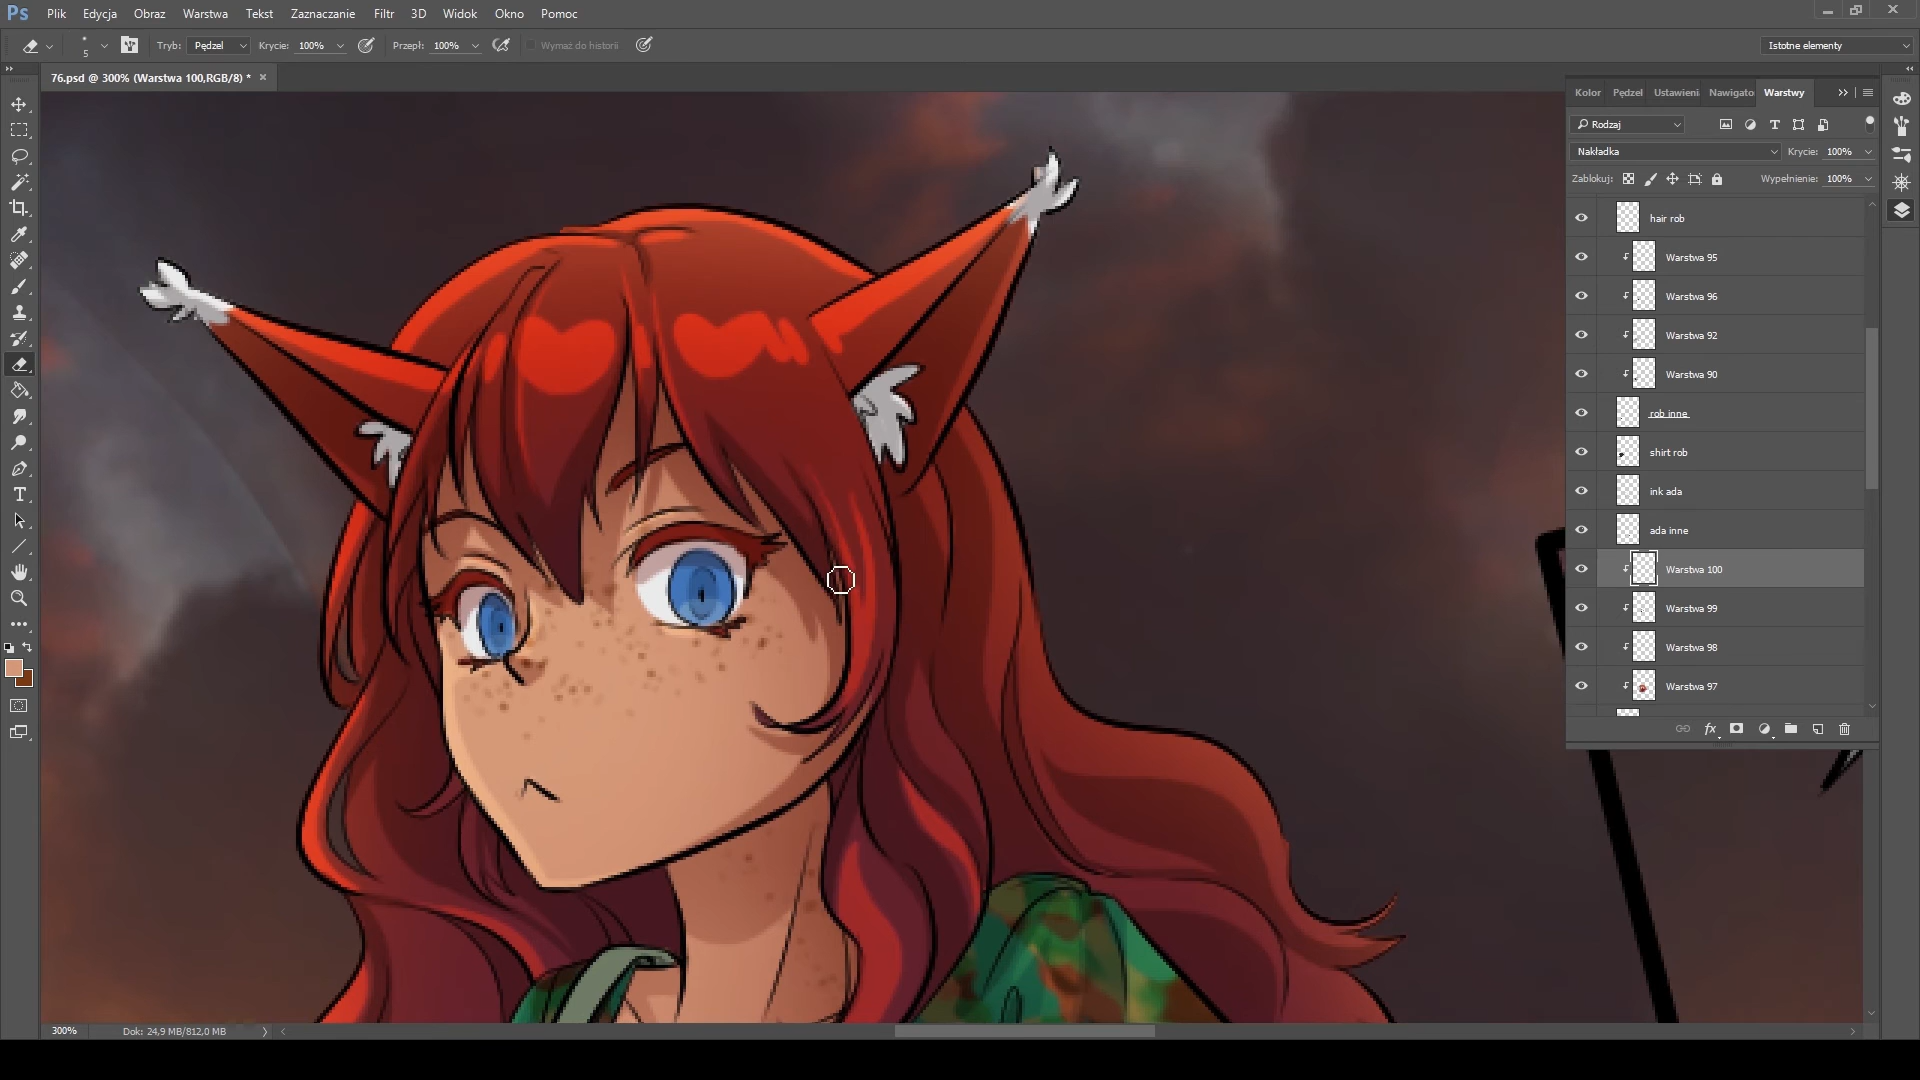 Ps Plik Edycja Obraz Warstwa Tekst Zaznaczanie Filtr 3D Widok Okno Pomoc
5 Tryb: Pędzel Krycie: 100% Przepł: 100% Wymaż do historii Istotne elementy
76.psd @ 300% (Warstwa 100,RGB/8) *
Kolor Pędzel Ustawieni Nawigato Warstwy
Rodzaj
Nakładka Krycie: 100%
Zablokuj: Wypełnienie: 100%
hair rob
Warstwa 95
Warstwa 96
Warstwa 92
Warstwa 90
rob inne
shirt rob
ink ada
ada inne
Warstwa 100
Warstwa 99
Warstwa 98
Warstwa 97
fx
300% Dok: 24,9 MB/812,0 MB